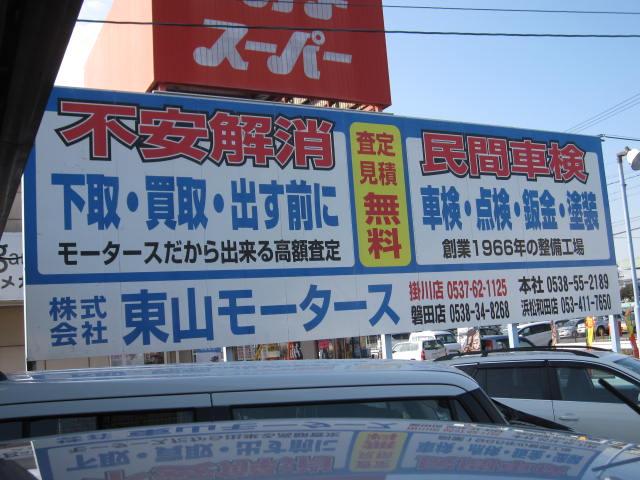 スーパー
不安解消
下取・買取・出す前に
モータースだから出来る高額査定
査定
見積
無料
民間車検
車検・点検・鈑金・塗装
創業1966年の整備工場
株式
会社
東山モータース
掛川店 0537-62-1125
磐田店 0538-34-8268
本社 0538-55-2189
浜松和田店 053-411-7650